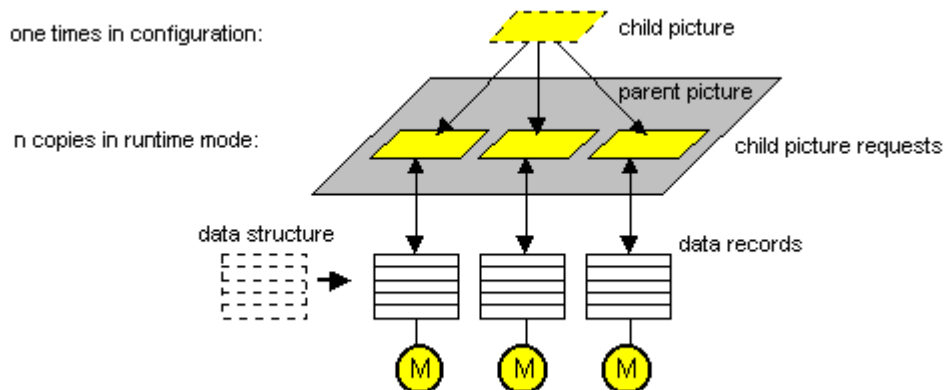 one times in configuration:
child picture
parent picture
n copies in runtime mode:
child picture requests
data structure
data records
M
M
M